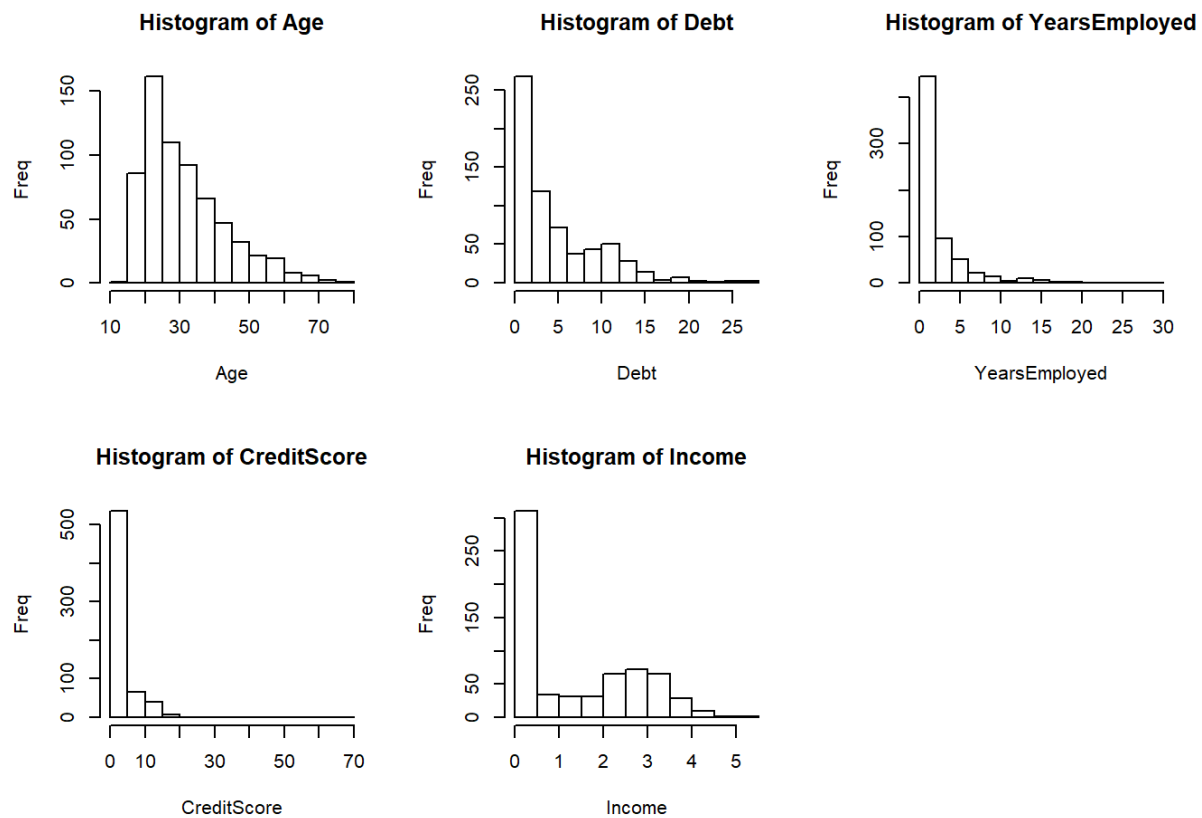 Histogram of Age
Freq
150
100
50
0
10 30 50 70
Age
Histogram of Debt
Freq
250
150
50
0
0 5 10 15 20 25
Debt
Histogram of YearsEmployed
Freq
300
100
0
0 5 10 15 20 25 30
YearsEmployed
Histogram of CreditScore
Freq
500
300
100
0
0 10 30 50 70
CreditScore
Histogram of Income
Freq
250
150
50
0
0 1 2 3 4 5
Income